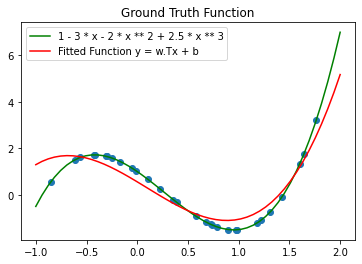 Ground Truth Function
1 - 3 * x - 2 * x ** 2 + 2.5 * x ** 3
Fitted Function y = w.Tx + b
6
4
2
0
-1.0 -0.5 0.0 0.5 1.0 1.5 2.0